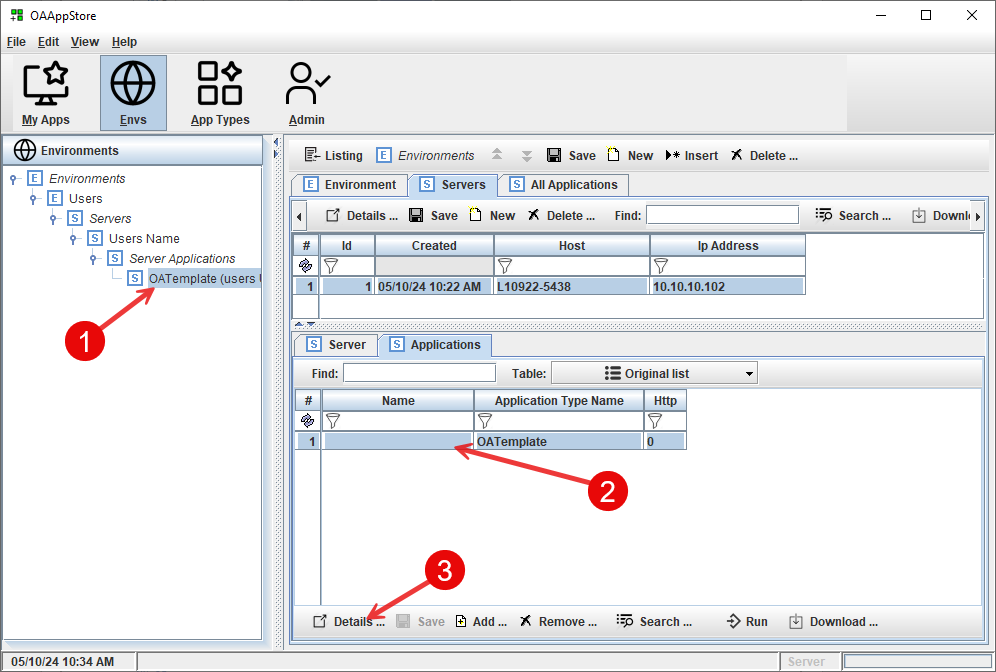 OAAppStore
File Edit View Help
My Apps Envs App Types Admin
Environments
Environments
E Users
S Servers
S Users Name
S Server Applications
S OATemplate (users
1
Listing E Environments Save New Insert Delete ...
E Environment S Servers S All Applications
Details ... Save New Delete ... Find: Search ... Downl
# Id Created Host Ip Address
1 1 05/10/24 10:22 AM L10922-5438 10.10.10.102
S Server S Applications
Find: Table: Original list
# Name Application Type Name Http
1 OATemplate 0
2
3
Details ... Save Add ... Remove ... Search ... Run Download ...
05/10/24 10:34 AM Server